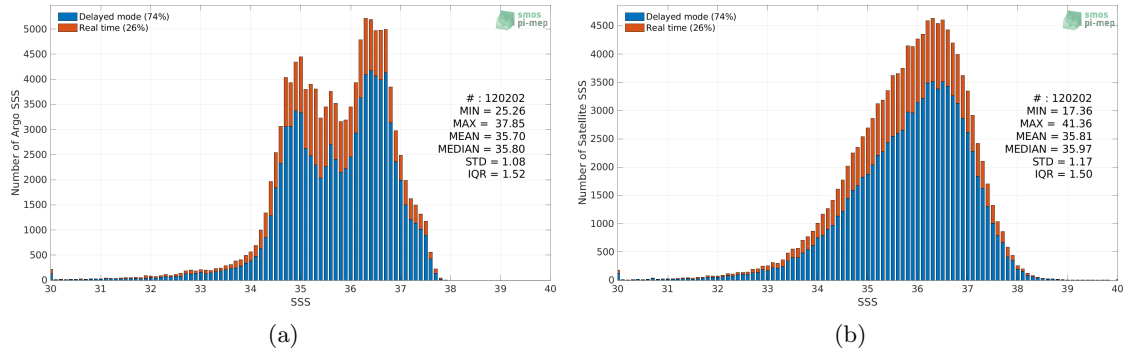 Delayed mode (74%)
Real time (26%)
smos
pi-mep
Number of Argo SSS
5000
4500
4000
3500
3000
2500
2000
1500
1000
500
0
# : 120202
MIN = 25.26
MAX = 37.85
MEAN = 35.70
MEDIAN = 35.80
STD = 1.08
IQR = 1.52
30 31 32 33 34 35 36 37 38 39 40
SSS
(a)
Delayed mode (74%)
Real time (26%)
smos
pi-mep
Number of Satellite SSS
4500
4000
3500
3000
2500
2000
1500
1000
500
0
# : 120202
MIN = 17.36
MAX = 41.36
MEAN = 35.81
MEDIAN = 35.97
STD = 1.17
IQR = 1.50
30 31 32 33 34 35 36 37 38 39 40
SSS
(b)